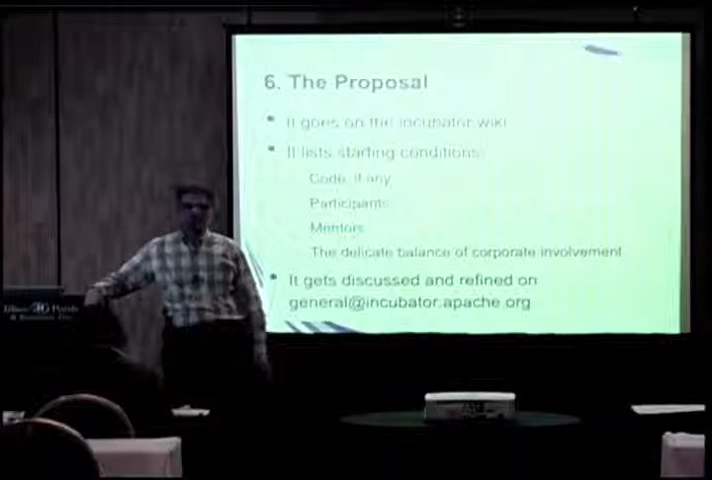 6. The Proposal
• It goes on the incubator wiki
• It lists starting conditions:
Code, if any
Participants
Mentors
The delicate balance of corporate involvement
• It gets discussed and refined on
general@incubator.apache.org